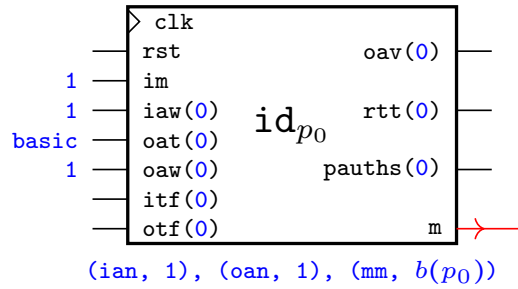 clk
rst oav(0)
1 im
1 iaw(0) rtt(0)
id_{p_0}
basic oat(0)
1 oaw(0) pauths(0)
itf(0)
otf(0) m
(ian, 1), (oan, 1), (mm, b(p_0))